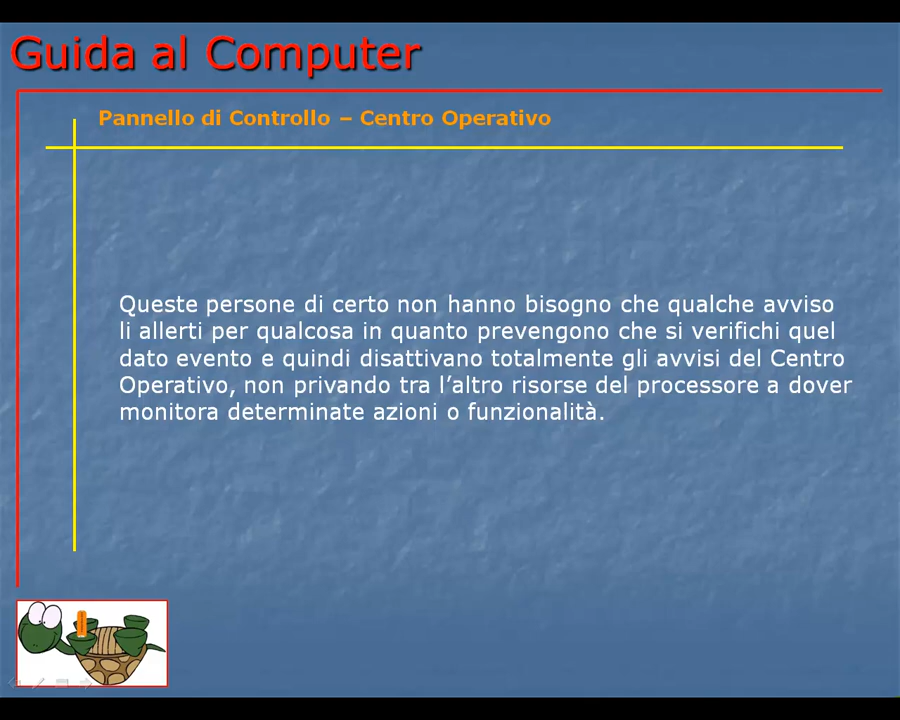 Guida al Computer
Pannello di Controllo – Centro Operativo
Queste persone di certo non hanno bisogno che qualche avviso
li allerti per qualcosa in quanto prevengono che si verifichi quel
dato evento e quindi disattivano totalmente gli avvisi del Centro
Operativo, non privando tra l’altro risorse del processore a dover
monitora determinate azioni o funzionalità.